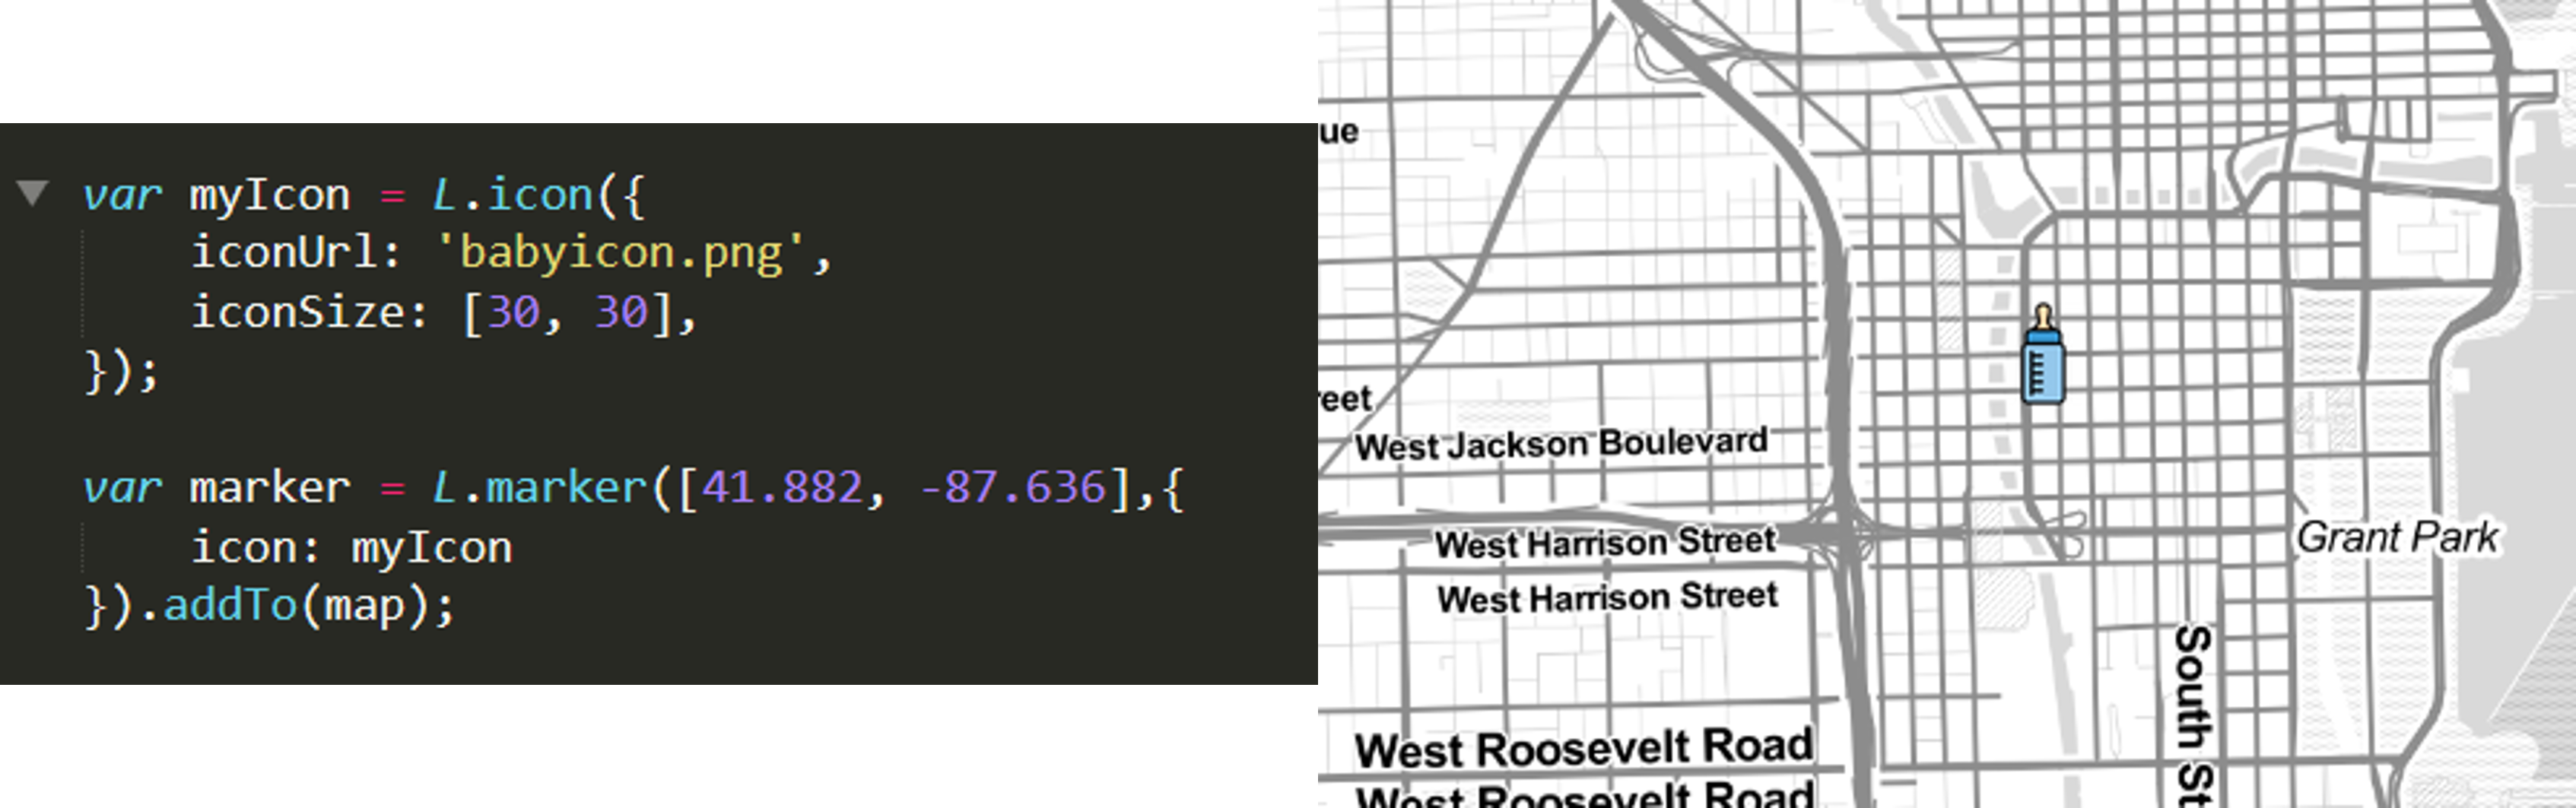 var myIcon = L.icon({
    iconUrl: 'babyicon.png',
    iconSize: [30, 30],
});

var marker = L.marker([41.882, -87.636],{
    icon: myIcon
}).addTo(map);
ue
reet
West Jackson Boulevard
West Harrison Street
West Harrison Street
Grant Park
South St
West Roosevelt Road
West Roosevelt Road